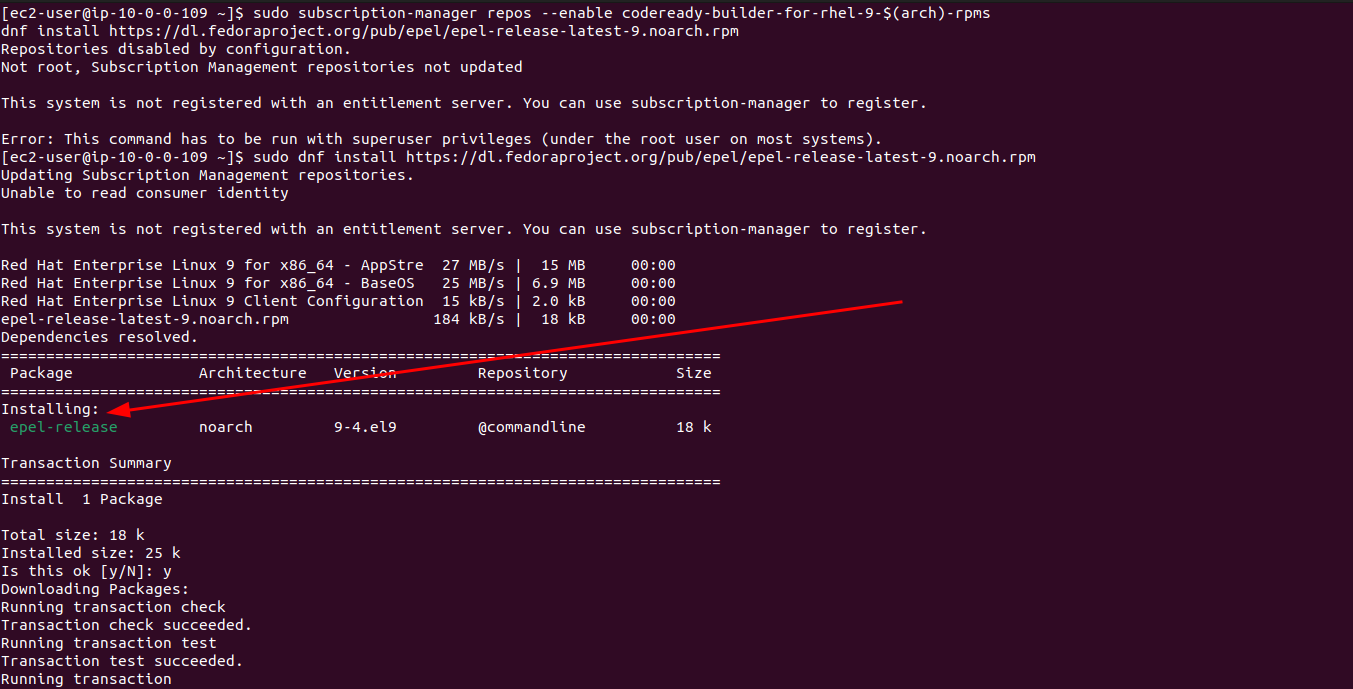 [ec2-user@ip-10-0-0-109 ~]$ sudo subscription-manager repos --enable codeready-builder-for-rhel-9-$(arch)-rpms
dnf install https://dl.fedoraproject.org/pub/epel/epel-release-latest-9.noarch.rpm
Repositories disabled by configuration.
Not root, Subscription Management repositories not updated
This system is not registered with an entitlement server. You can use subscription-manager to register.
Error: This command has to be run with superuser privileges (under the root user on most systems).
[ec2-user@ip-10-0-0-109 ~]$ sudo dnf install https://dl.fedoraproject.org/pub/epel/epel-release-latest-9.noarch.rpm
Updating Subscription Management repositories.
Unable to read consumer identity
This system is not registered with an entitlement server. You can use subscription-manager to register.
Red Hat Enterprise Linux 9 for x86_64 - AppStre  27 MB/s |  15 MB     00:00
Red Hat Enterprise Linux 9 for x86_64 - BaseOS   25 MB/s | 6.9 MB     00:00
Red Hat Enterprise Linux 9 Client Configuration  15 kB/s | 2.0 kB     00:00
epel-release-latest-9.noarch.rpm                184 kB/s |  18 kB     00:00
Dependencies resolved.
================================================================================
 Package              Architecture   Version         Repository            Size
================================================================================
Installing:
 epel-release         noarch         9-4.el9         @commandline          18 k
Transaction Summary
================================================================================
Install  1 Package
Total size: 18 k
Installed size: 25 k
Is this ok [y/N]: y
Downloading Packages:
Running transaction check
Transaction check succeeded.
Running transaction test
Transaction test succeeded.
Running transaction